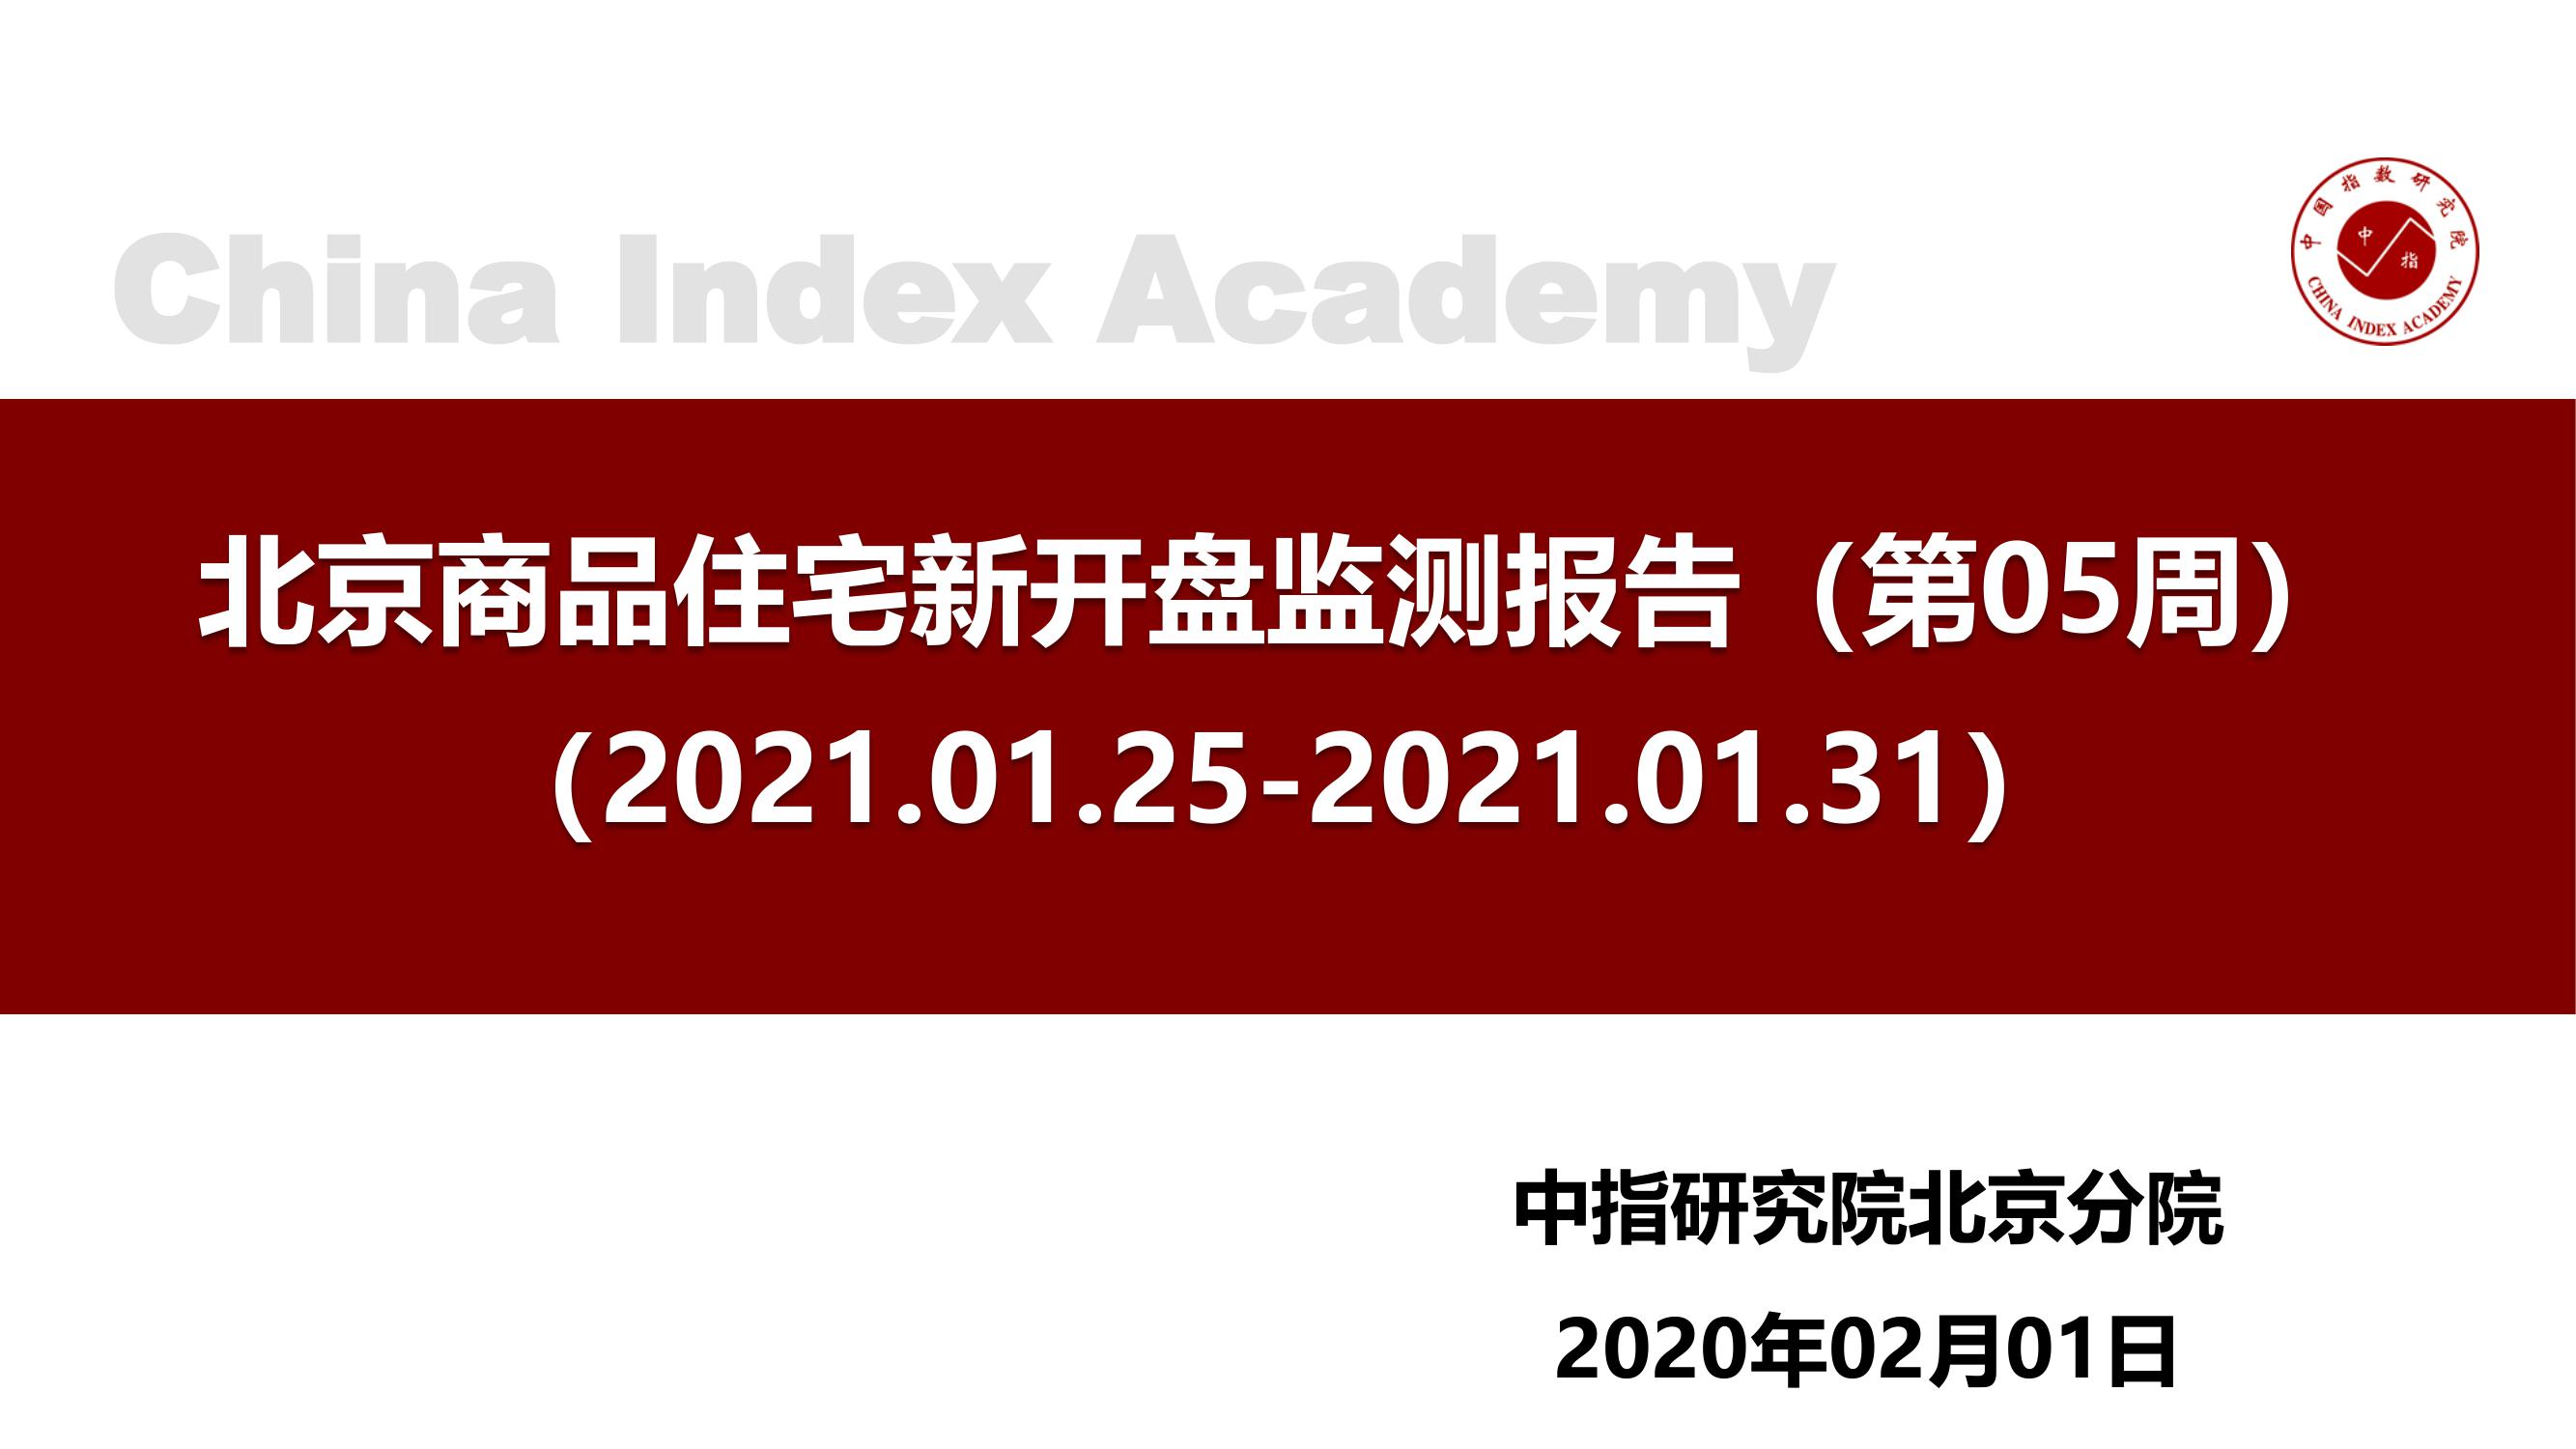 China Index Academy
中国指数研究院
中指
CHINA INDEX ACADEMY
北京商品住宅新开盘监测报告（第05周）
（2021.01.25-2021.01.31）
中指研究院北京分院
2020年02月01日